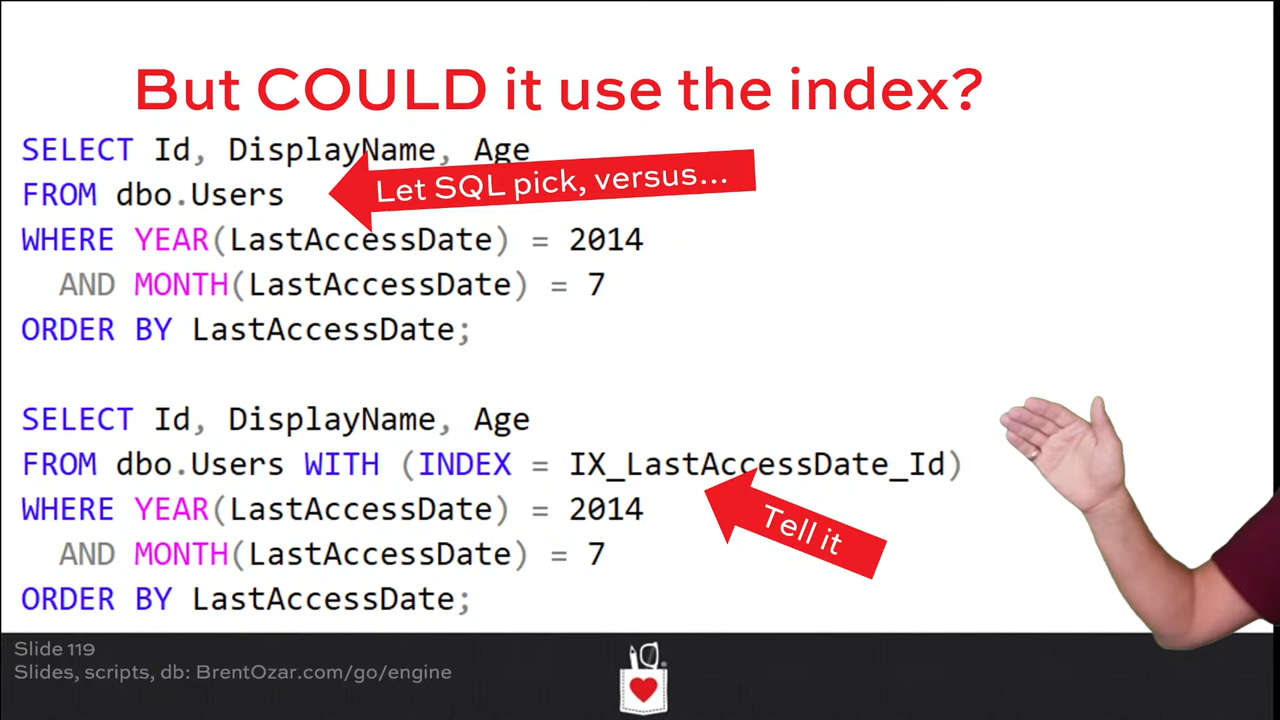 But COULD it use the index?
SELECT Id, DisplayName, Age
FROM dbo.Users
Let SQL pick, versus...
WHERE YEAR(LastAccessDate) = 2014
AND MONTH(LastAccessDate) = 7
ORDER BY LastAccessDate;
SELECT Id, DisplayName, Age
FROM dbo.Users WITH (INDEX = IX_LastAccessDate_Id)
WHERE YEAR(LastAccessDate) = 2014
Tell it
AND MONTH(LastAccessDate) = 7
ORDER BY LastAccessDate;
Slide 119
Slides, scripts, db: BrentOzar.com/go/engine